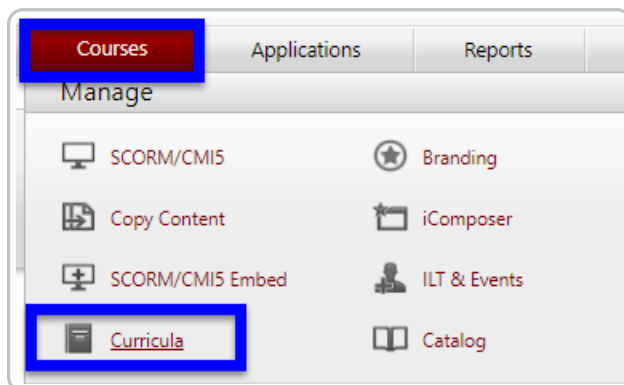 Courses Applications Reports
Manage
SCORM/CMI5 Branding
Copy Content iComposer
SCORM/CMI5 Embed ILT & Events
Curricula Catalog